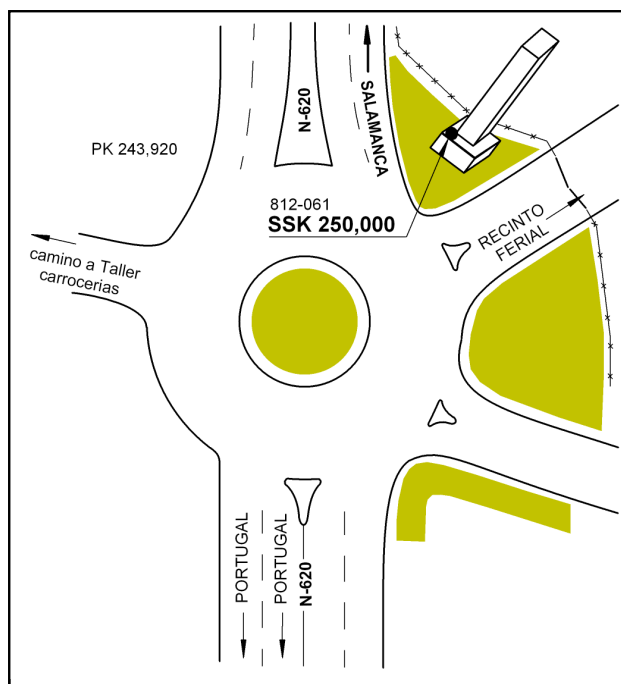 N-620
SALAMANCA
PK 243,920
812-061
SSK 250,000
RECINTO
FERIAL
camino a Taller
carrocerias
PORTUGAL
PORTUGAL
N-620